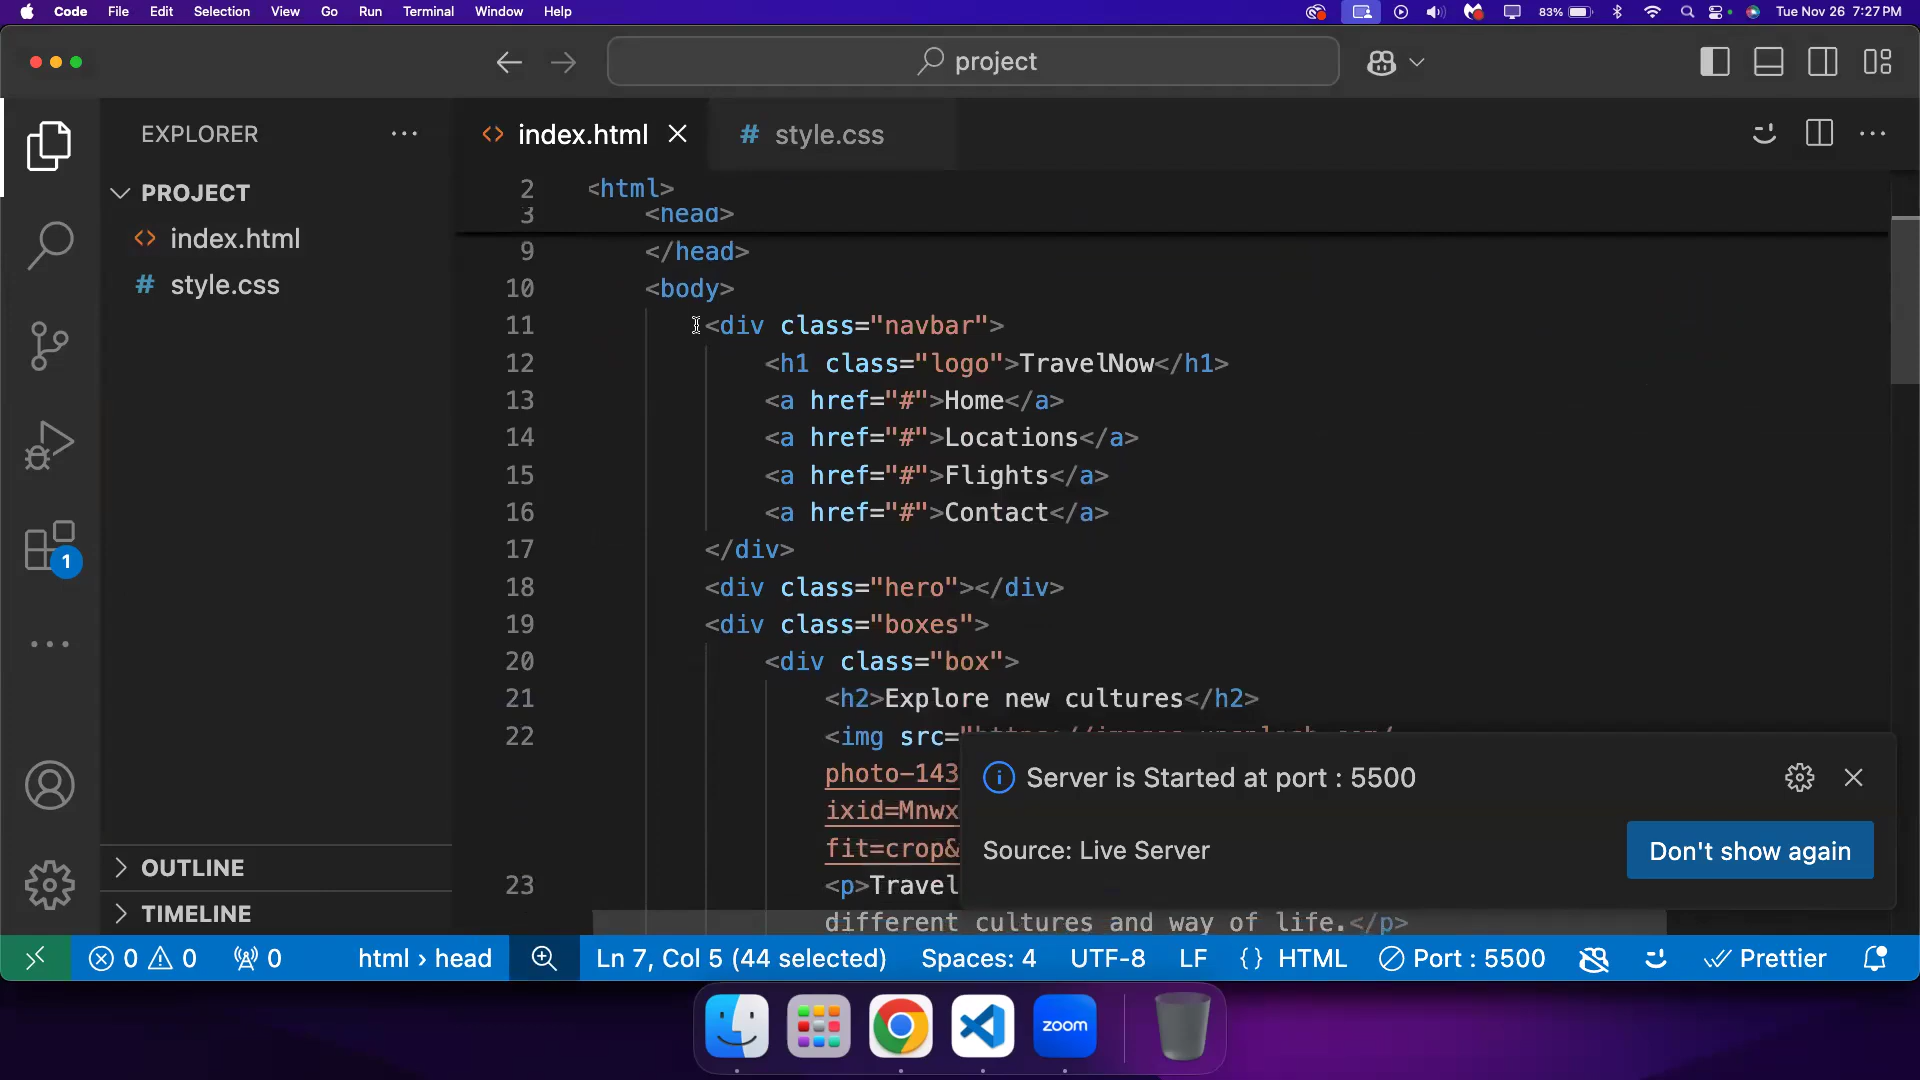 Code File Edit Selection View Go Run Terminal Window Help 83% Tue Nov 26 7:27 PM
project
EXPLORER
index.html
# style.css
PROJECT
index.html
# style.css
2 <html>
3 <head>
9 </head>
10 <body>
11 <div class="navbar">
12 <h1 class="logo">TravelNow</h1>
13 <a href="#">Home</a>
14 <a href="#">Locations</a>
15 <a href="#">Flights</a>
16 <a href="#">Contact</a>
17 </div>
18 <div class="hero"></div>
19 <div class="boxes">
20 <div class="box">
21 <h2>Explore new cultures</h2>
22 <img src="https://images.unsplash.com/
photo-143
ixid=Mnwx
fit=crop&
23 <p>Travel
different cultures and way of life.</p>
Server is Started at port : 5500
Source: Live Server
Don't show again
1
OUTLINE
TIMELINE
0 0 0 html › head Ln 7, Col 5 (44 selected) Spaces: 4 UTF-8 LF {} HTML Port : 5500 Prettier
zoom